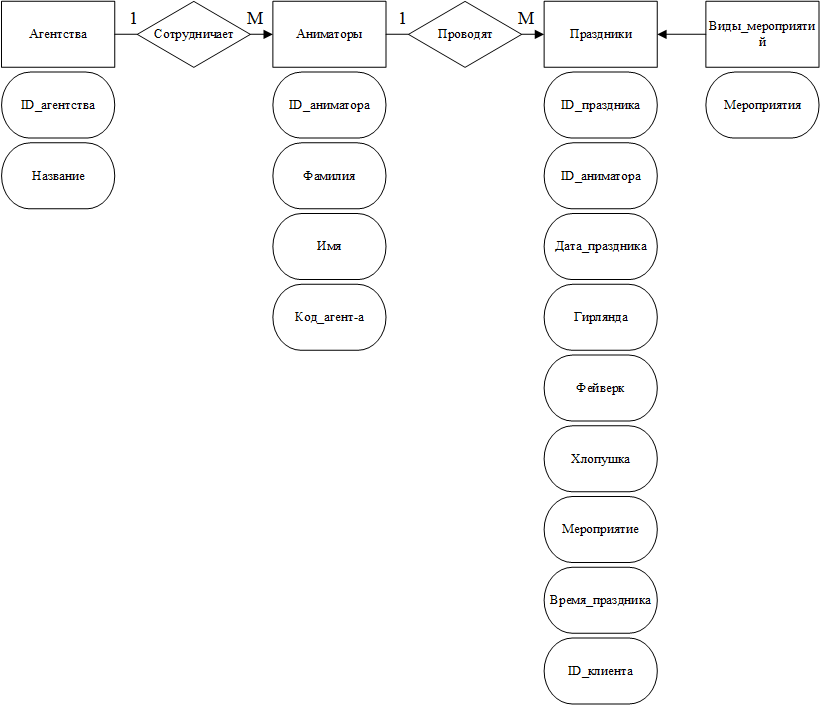 1
M
1
M
Агентства
Сотрудничает
Аниматоры
Проводят
Праздники
Виды_мероприяти
й
ID_агентства
ID_аниматора
ID_праздника
Мероприятия
Название
Фамилия
ID_аниматора
Имя
Дата_праздника
Код_агент-а
Гирлянда
Фейверк
Хлопушка
Мероприятие
Время_праздника
ID_клиента